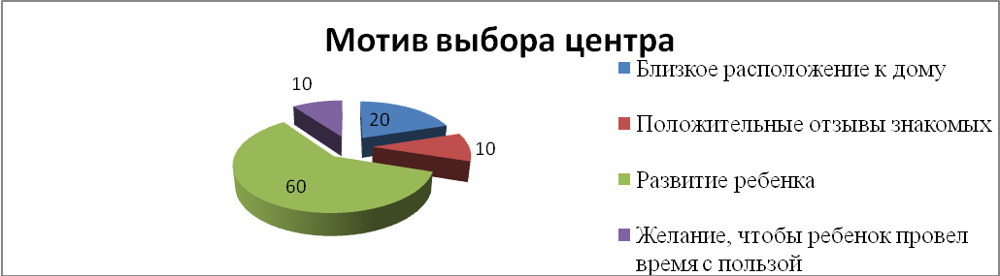 Мотив выбора центра
10
20
10
60
Близкое расположение к дому
Положительные отзывы знакомых
Развитие ребенка
Желание, чтобы ребенок провел
время с пользой